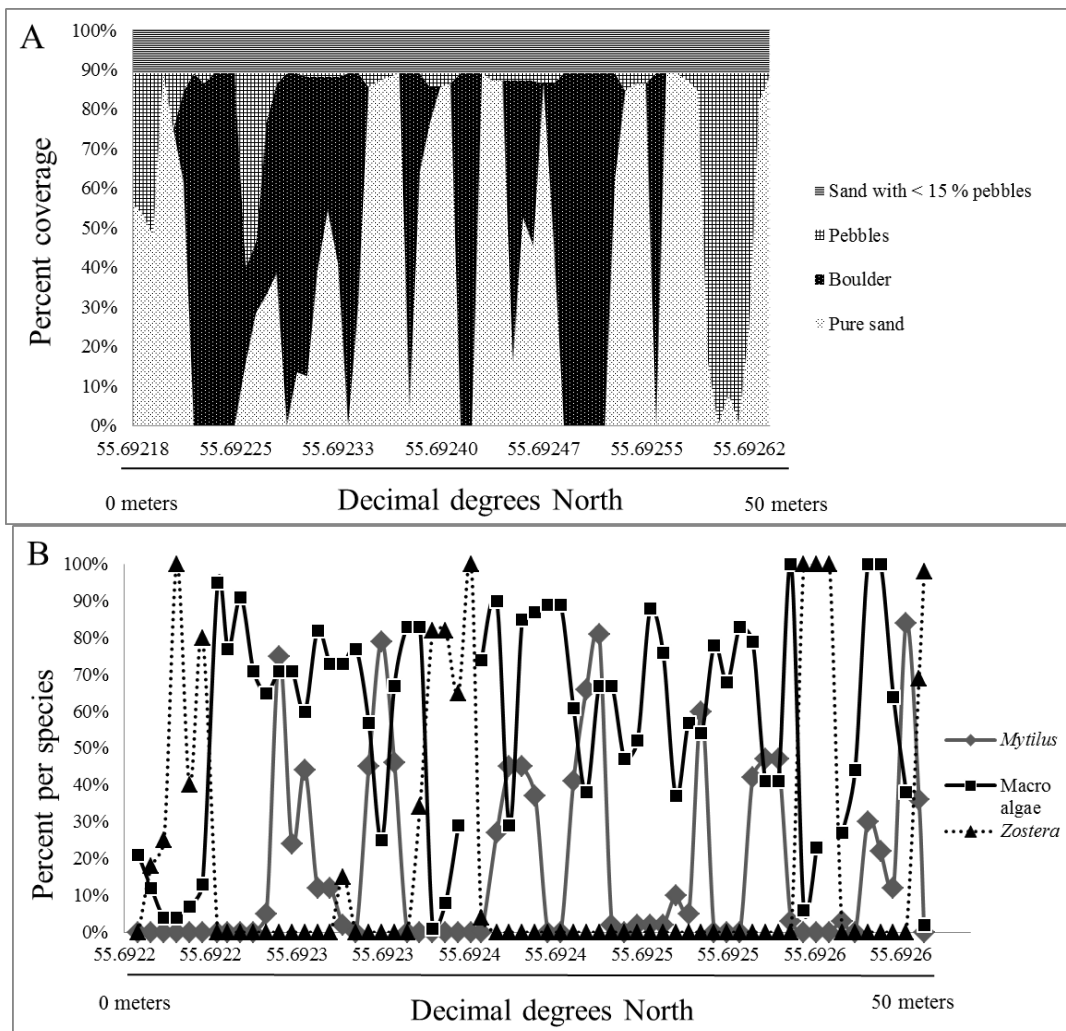 A
100%
90%
80%
70%
60%
50%
40%
30%
20%
10%
0%
Percent coverage
55.69218 55.69225 55.69233 55.69240 55.69247 55.69255 55.69262
0 meters Decimal degrees North 50 meters
Sand with < 15 % pebbles
Pebbles
Boulder
Pure sand
B
100%
90%
80%
70%
60%
50%
40%
30%
20%
10%
0%
Percent per species
55.6922 55.6922 55.6923 55.6923 55.6924 55.6924 55.6925 55.6925 55.6926 55.6926
0 meters Decimal degrees North 50 meters
Mytilus
Macro
algae
Zostera